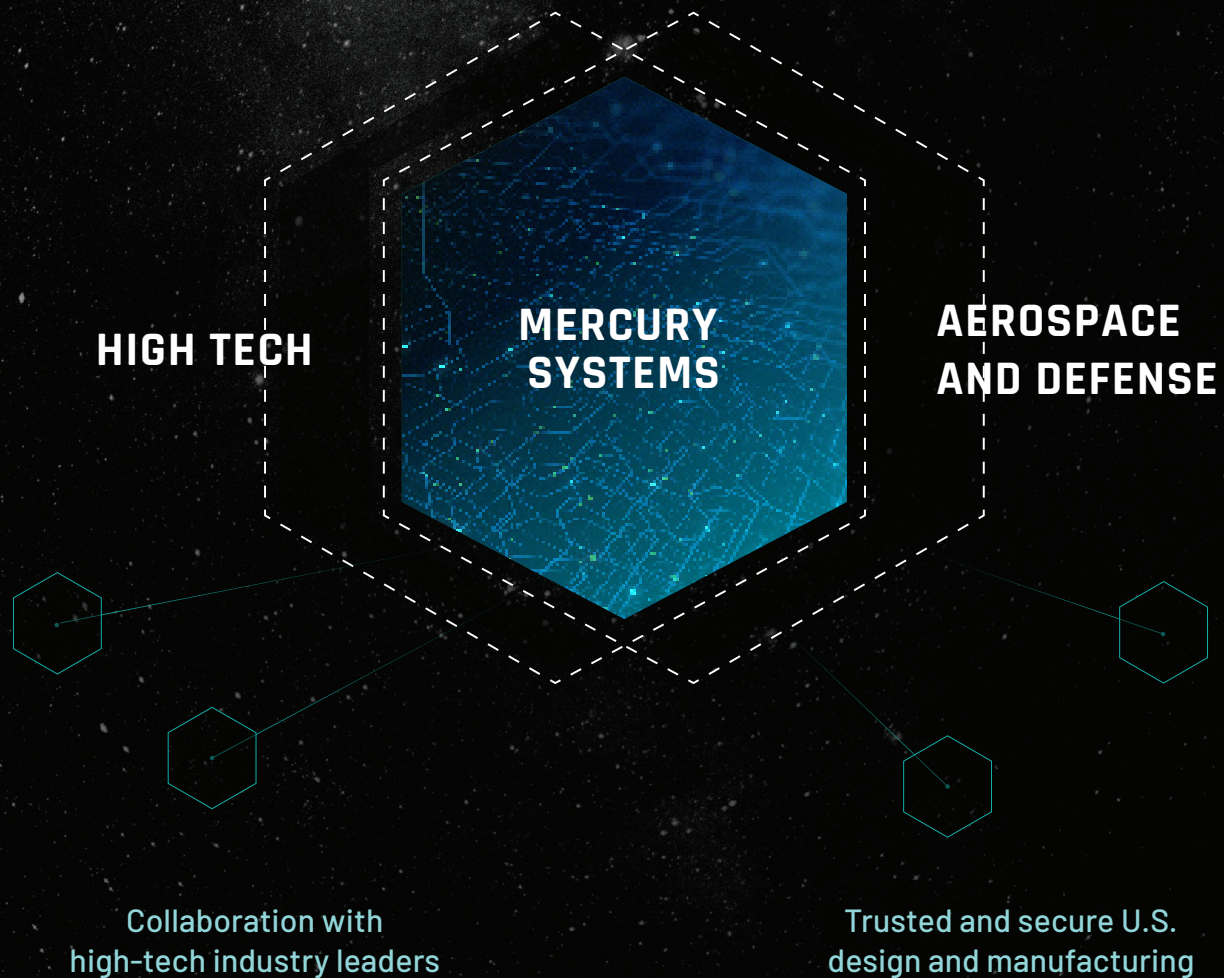 HIGH TECH
MERCURY
SYSTEMS
AEROSPACE
AND DEFENSE
Collaboration with
high-tech industry leaders
Trusted and secure U.S.
design and manufacturing